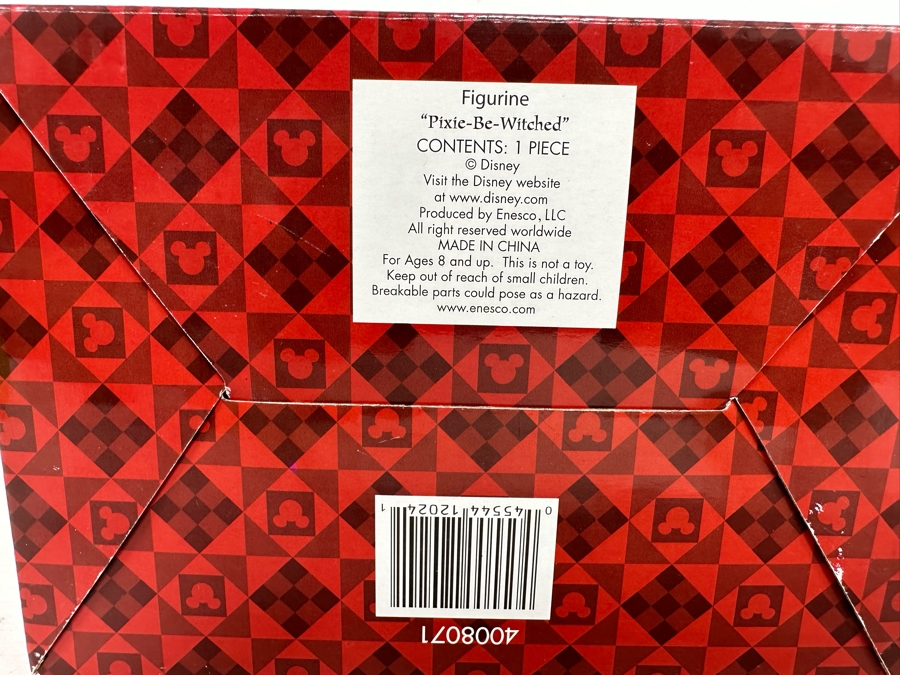 Figurine
“Pixie-Be-Witched”
CONTENTS: 1 PIECE
© Disney
Visit the Disney website
at www.disney.com
Produced by Enesco, LLC
All right reserved worldwide
MADE IN CHINA
For Ages 8 and up. This is not a toy.
Keep out of reach of small children.
Breakable parts could pose as a hazard.
www.enesco.com
0 45544 12024 1
4008071